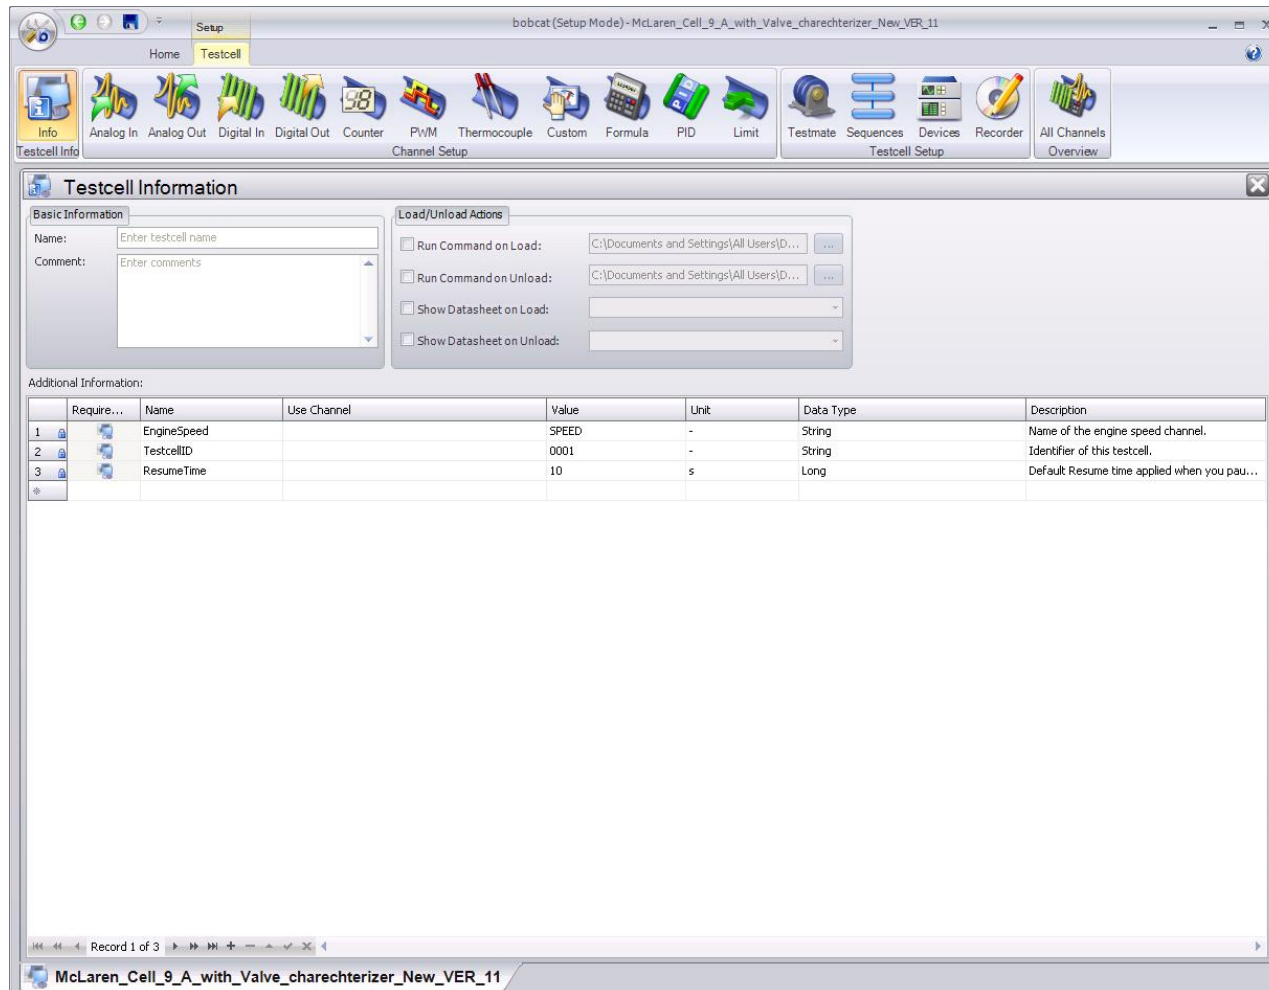 Setup
bobcat (Setup Mode) - McLaren_Cell_9_A_with_Valve_charechterizer_New_VER_11
Home Testcell
Info Analog In Analog Out Digital In Digital Out Counter PWM Thermocouple Custom Formula PID Limit Testmate Sequences Devices Recorder All Channels
Testcell Info Channel Setup Testcell Setup Overview
Testcell Information
Basic Information Load/Unload Actions
Name: Enter testcell name
Run Command on Load: C:\Documents and Settings\All Users\D... ...
Comment: Enter comments
Run Command on Unload: C:\Documents and Settings\All Users\D... ...
Show Datasheet on Load:
Show Datasheet on Unload:
Additional Information:
Require... Name Use Channel Value Unit Data Type Description
1 EngineSpeed SPEED - String Name of the engine speed channel.
2 TestcellID 0001 - String Identifier of this testcell.
3 ResumeTime 10 s Long Default Resume time applied when you pau...
Record 1 of 3
McLaren_Cell_9_A_with_Valve_charechterizer_New_VER_11